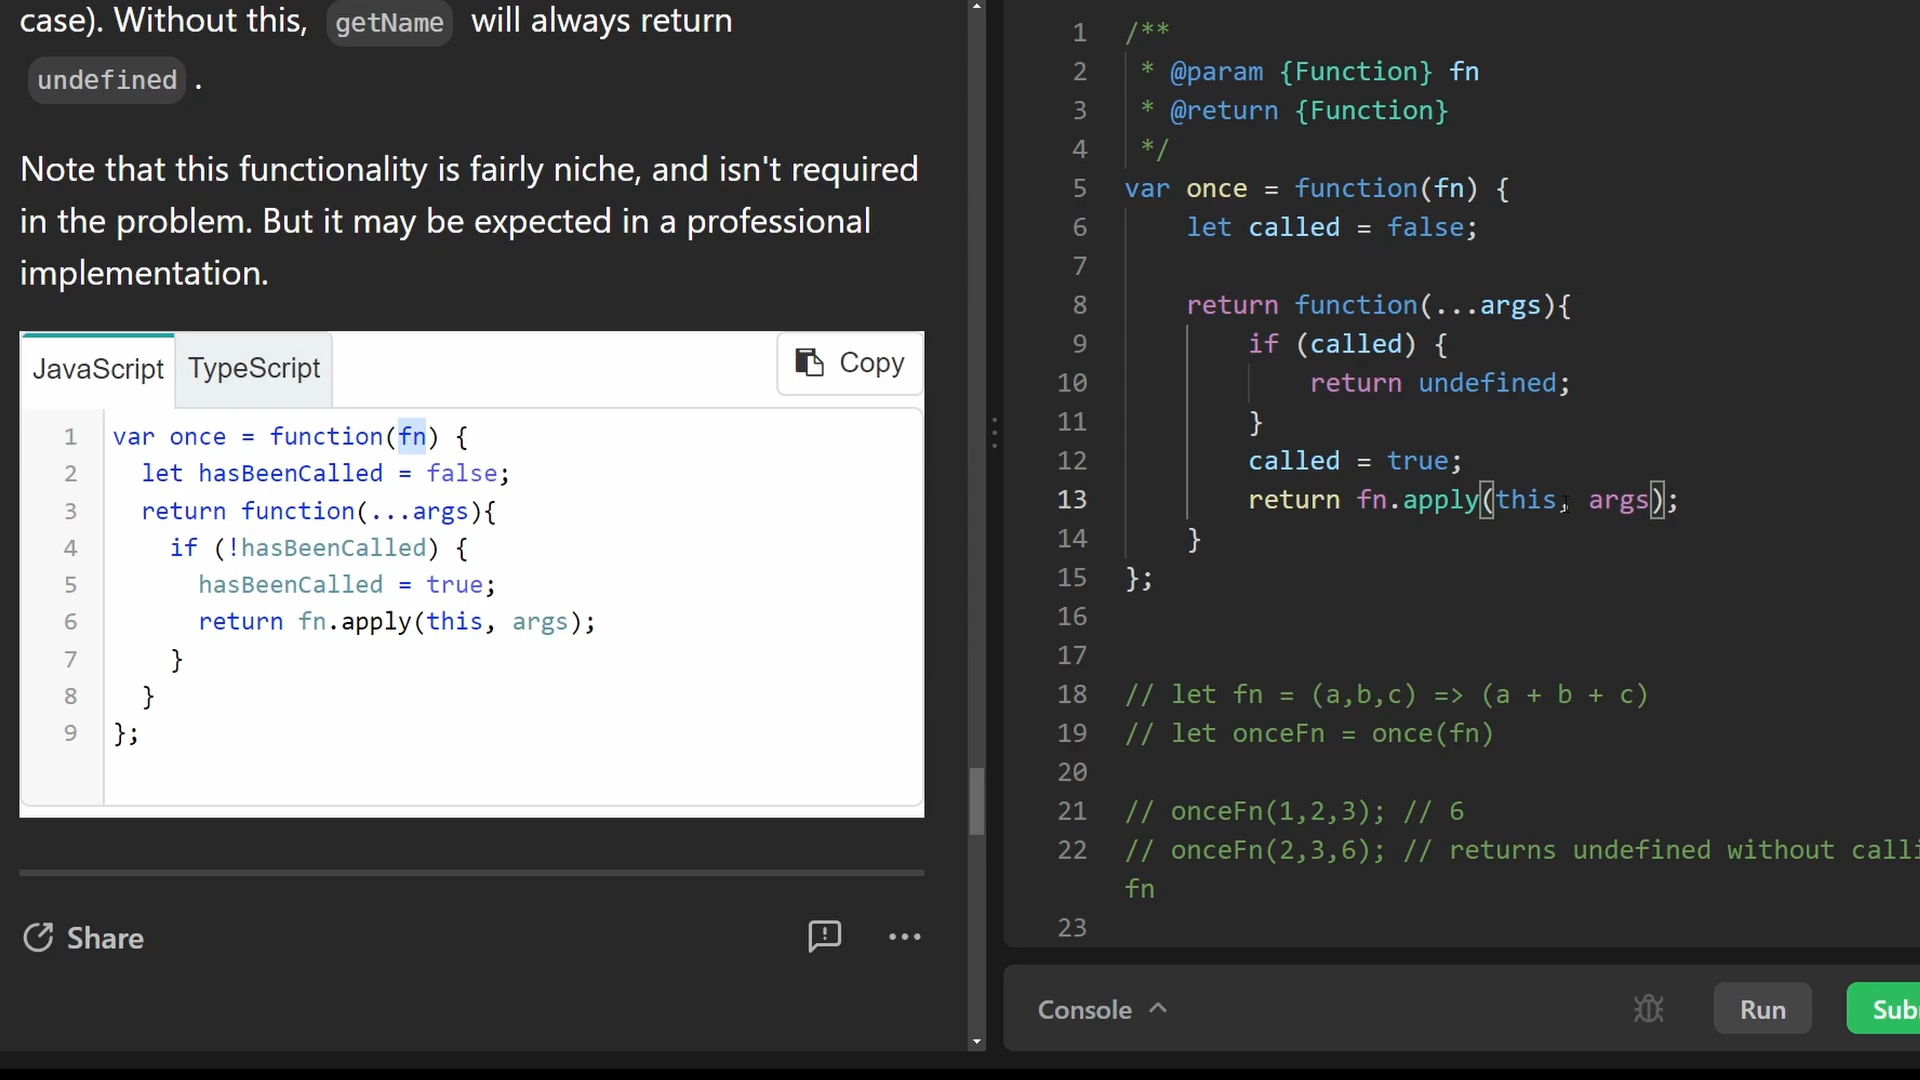 case). Without this, getName will always return
undefined .
Note that this functionality is fairly niche, and isn't required
in the problem. But it may be expected in a professional
implementation.
JavaScript TypeScript Copy
1 var once = function(fn) {
2 let hasBeenCalled = false;
3 return function(...args){
4 if (!hasBeenCalled) {
5 hasBeenCalled = true;
6 return fn.apply(this, args);
7 }
8 }
9 };
Share
1 /**
2 * @param {Function} fn
3 * @return {Function}
4 */
5 var once = function(fn) {
6 let called = false;
7
8 return function(...args){
9 if (called) {
10 return undefined;
11 }
12 called = true;
13 return fn.apply(this, args);
14 }
15 };
16
17
18 // let fn = (a,b,c) => (a + b + c)
19 // let onceFn = once(fn)
20
21 // onceFn(1,2,3); // 6
22 // onceFn(2,3,6); // returns undefined without calli
fn
23
Console Run Sub